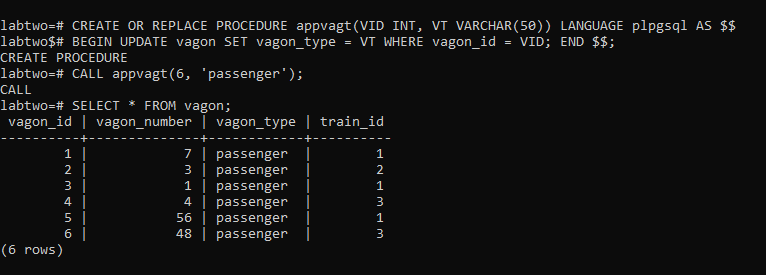 labtwo=# CREATE OR REPLACE PROCEDURE appvagt(VID INT, VT VARCHAR(50)) LANGUAGE plpgsql AS $$
labtwo$# BEGIN UPDATE vagon SET vagon_type = VT WHERE vagon_id = VID; END $$;
CREATE PROCEDURE
labtwo=# CALL appvagt(6, 'passenger');
CALL
labtwo=# SELECT * FROM vagon;
 vagon_id | vagon_number | vagon_type | train_id
----------+--------------+------------+----------
        1 |            7 | passenger  |        1
        2 |            3 | passenger  |        2
        3 |            1 | passenger  |        1
        4 |            4 | passenger  |        3
        5 |           56 | passenger  |        1
        6 |           48 | passenger  |        3
(6 rows)